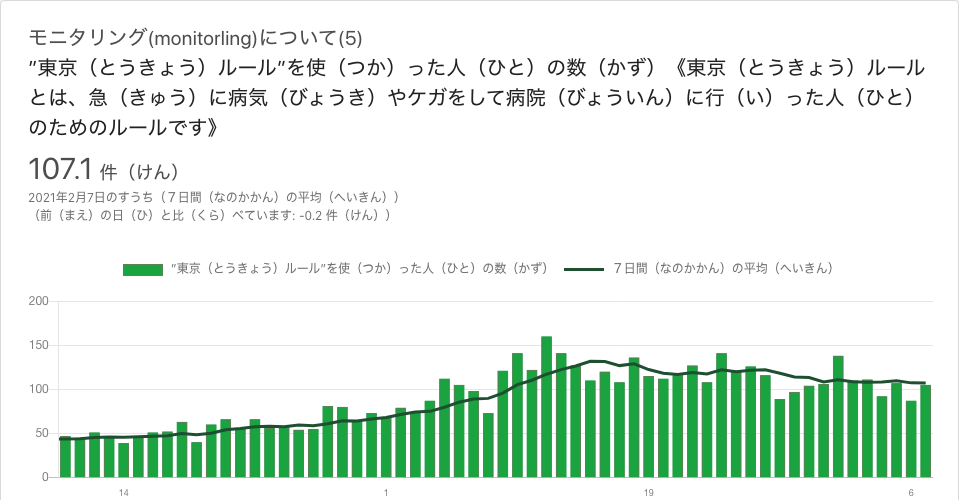 モニタリング(monitorling)について(5)
”東京（とうきょう）ルール”を使（つか）った人（ひと）の数（かず）《東京（とうきょう）ルール
とは、急（きゅう）に病気（びょうき）やケガをして病院（びょういん）に行（い）った人（ひと）
のためのルールです》
107.1 件（けん）
2021年2月7日のすうち（７日間（なのかかん）の平均（へいきん））
（前（まえ）の日（ひ）と比（くら）べています: -0.2 件（けん））
”東京（とうきょう）ルール”を使（つか）った人（ひと）の数（かず）
７日間（なのかかん）の平均（へいきん）
200
150
100
50
0
14 1 19 6